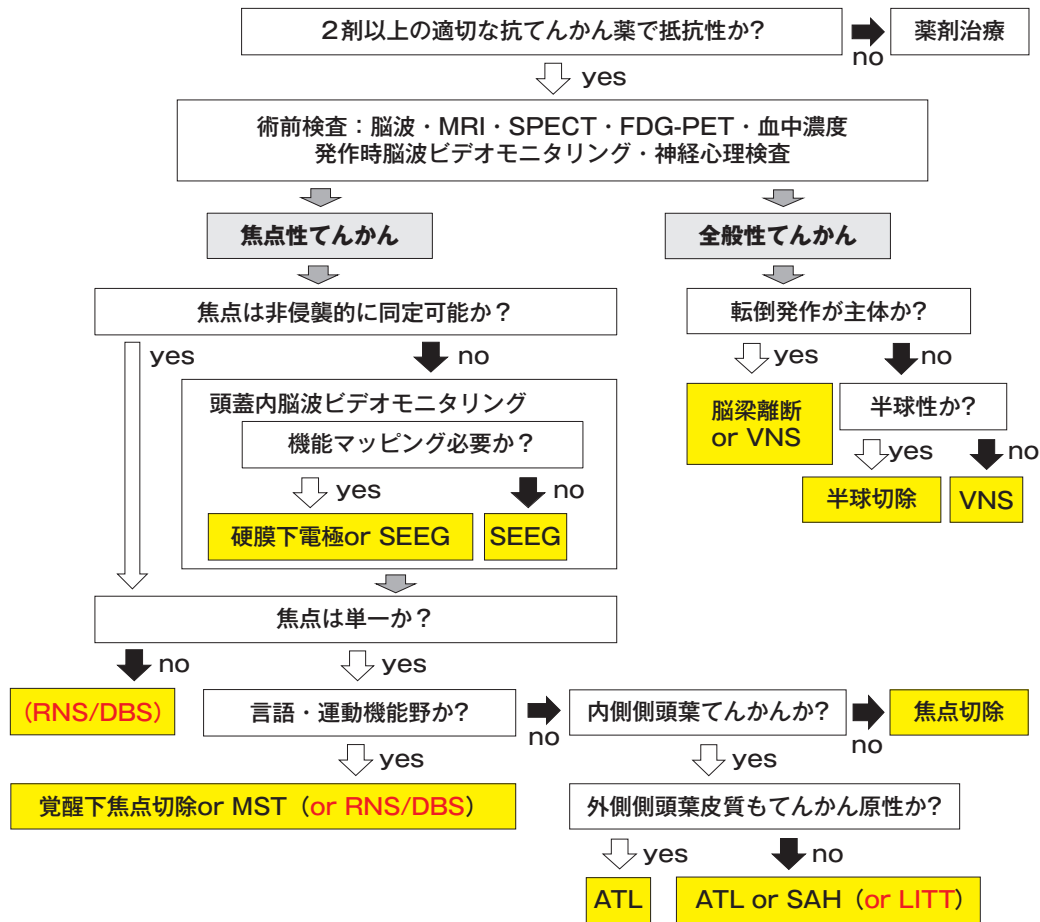 ２剤以上の適切な抗てんかん薬で抵抗性か?
no
薬剤治療
yes
術前検査：脳波・MRI・SPECT・FDG-PET・血中濃度
発作時脳波ビデオモニタリング・神経心理検査
焦点性てんかん
全般性てんかん
焦点は非侵襲的に同定可能か？
転倒発作が主体か?
yes
no
yes
no
頭蓋内脳波ビデオモニタリング
機能マッピング必要か？
脳梁離断
or VNS
半球性か?
yes
no
yes
no
硬膜下電極or SEEG
SEEG
半球切除
VNS
焦点は単一か？
no
yes
(RNS/DBS)
言語・運動機能野か?
no
内側側頭葉てんかんか?
no
焦点切除
yes
yes
覚醒下焦点切除or MST（or RNS/DBS）
外側側頭葉皮質もてんかん原性か?
yes
no
ATL
ATL or SAH（or LITT）